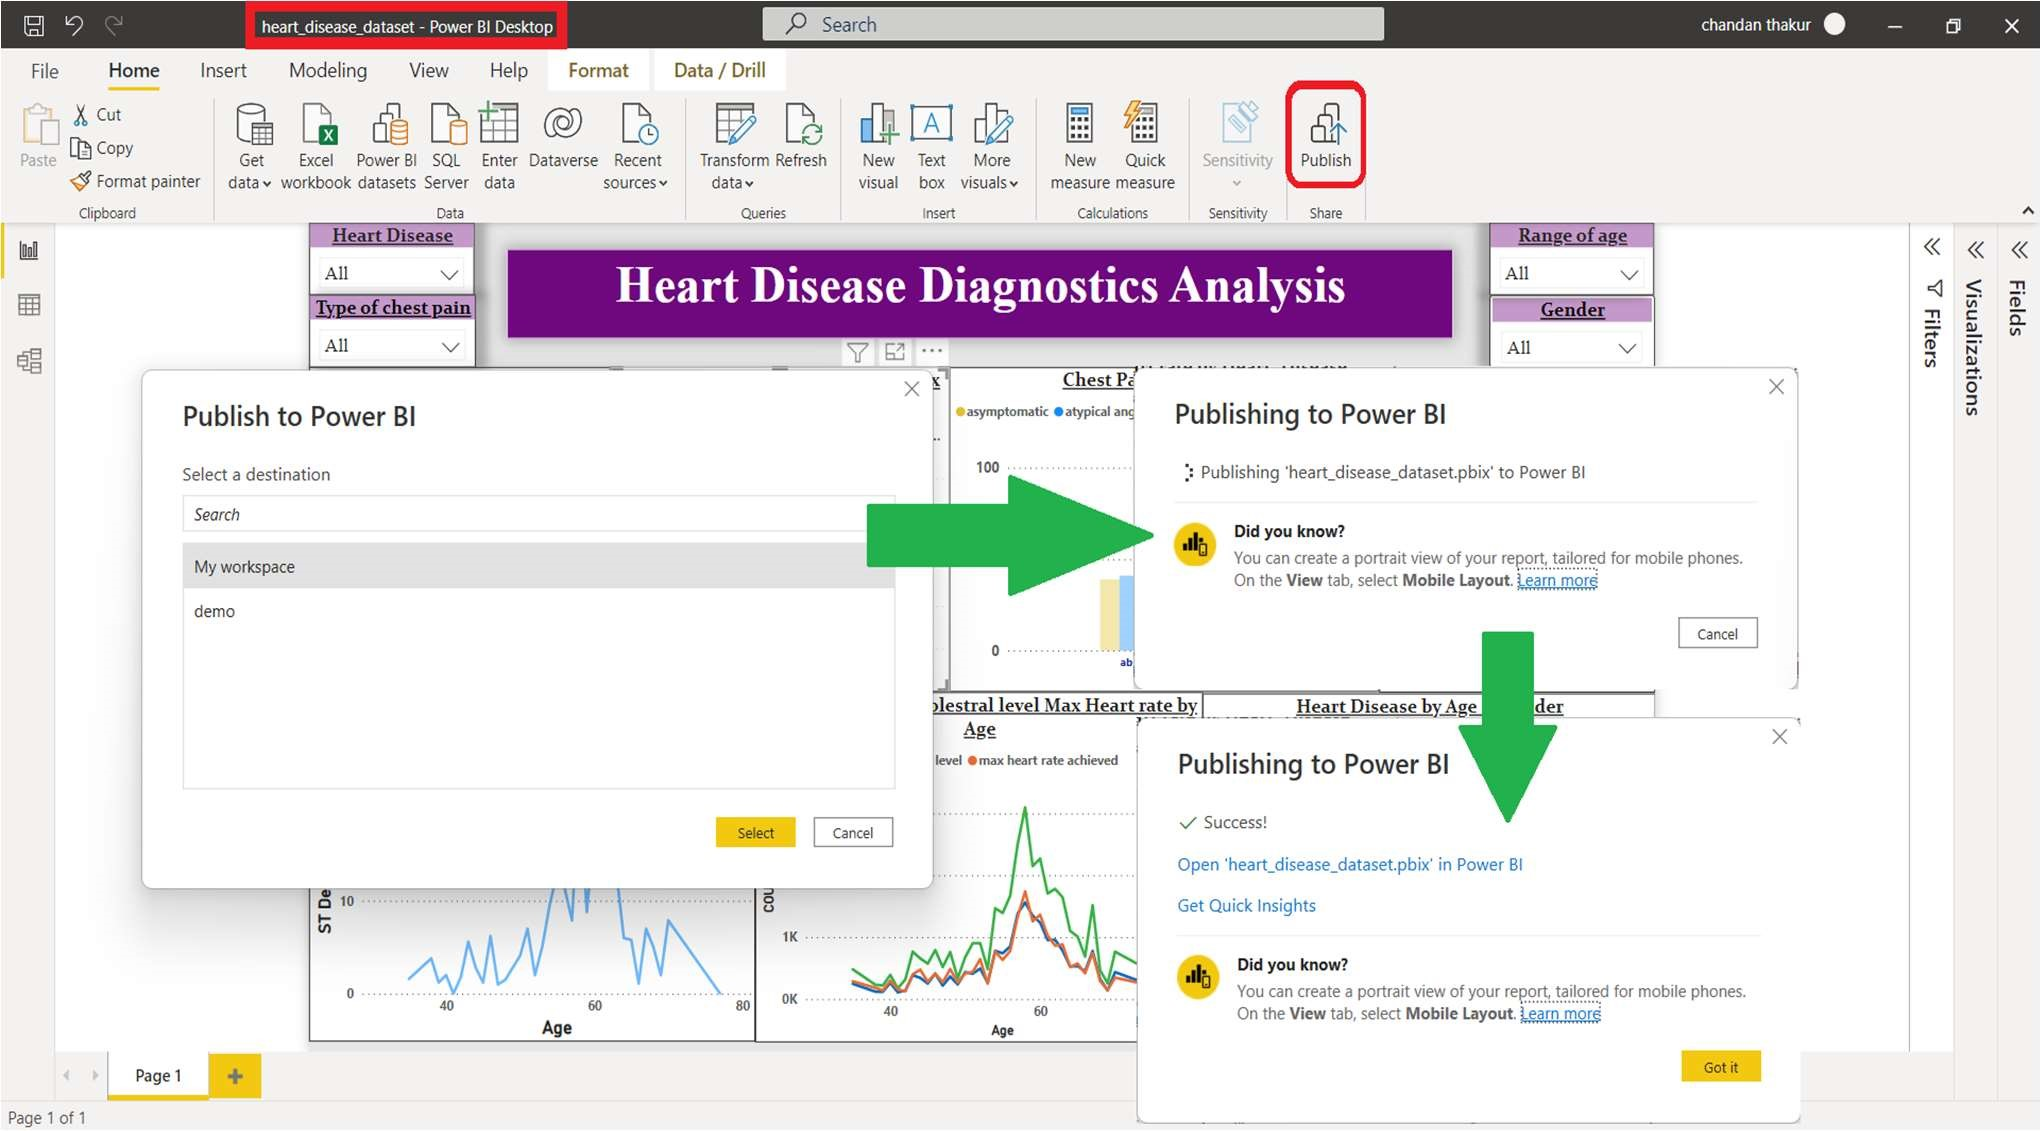 heart_disease_dataset - Power BI Desktop
Search
chandan thakur
File
Home
Insert
Modeling
View
Help
Format
Data / Drill
Paste
Cut
Copy
Format painter
Clipboard
Get
data
Excel
workbook
Power BI
datasets
SQL
Server
Enter
data
Dataverse
Recent
sources
Data
Transform
data
Refresh
Queries
New
visual
Text
box
More
visuals
Insert
New
measure
Quick
measure
Calculations
Sensitivity
Sensitivity
Publish
Share
Heart Disease
All
Type of chest pain
All
Heart Disease Diagnostics Analysis
Range of age
All
Gender
All
Filters
Visualizations
Fields
Publish to Power BI
Select a destination
Search
My workspace
demo
Select
Cancel
x
Chest Pa
asymptomatic
atypical ang
100
0
ab
Publishing to Power BI
Publishing 'heart_disease_dataset.pbix' to Power BI
Did you know?
You can create a portrait view of your report, tailored for mobile phones.
On the View tab, select Mobile Layout. Learn more
Cancel
olestral level Max Heart rate by
Age
level
max heart rate achieved
Heart Disease by Age
der
Publishing to Power BI
Success!
Open 'heart_disease_dataset.pbix' in Power BI
Get Quick Insights
Did you know?
You can create a portrait view of your report, tailored for mobile phones.
On the View tab, select Mobile Layout. Learn more
Got it
ST De
10
0
40
60
80
Age
COU
1K
0K
40
60
Age
Page 1
Page 1 of 1